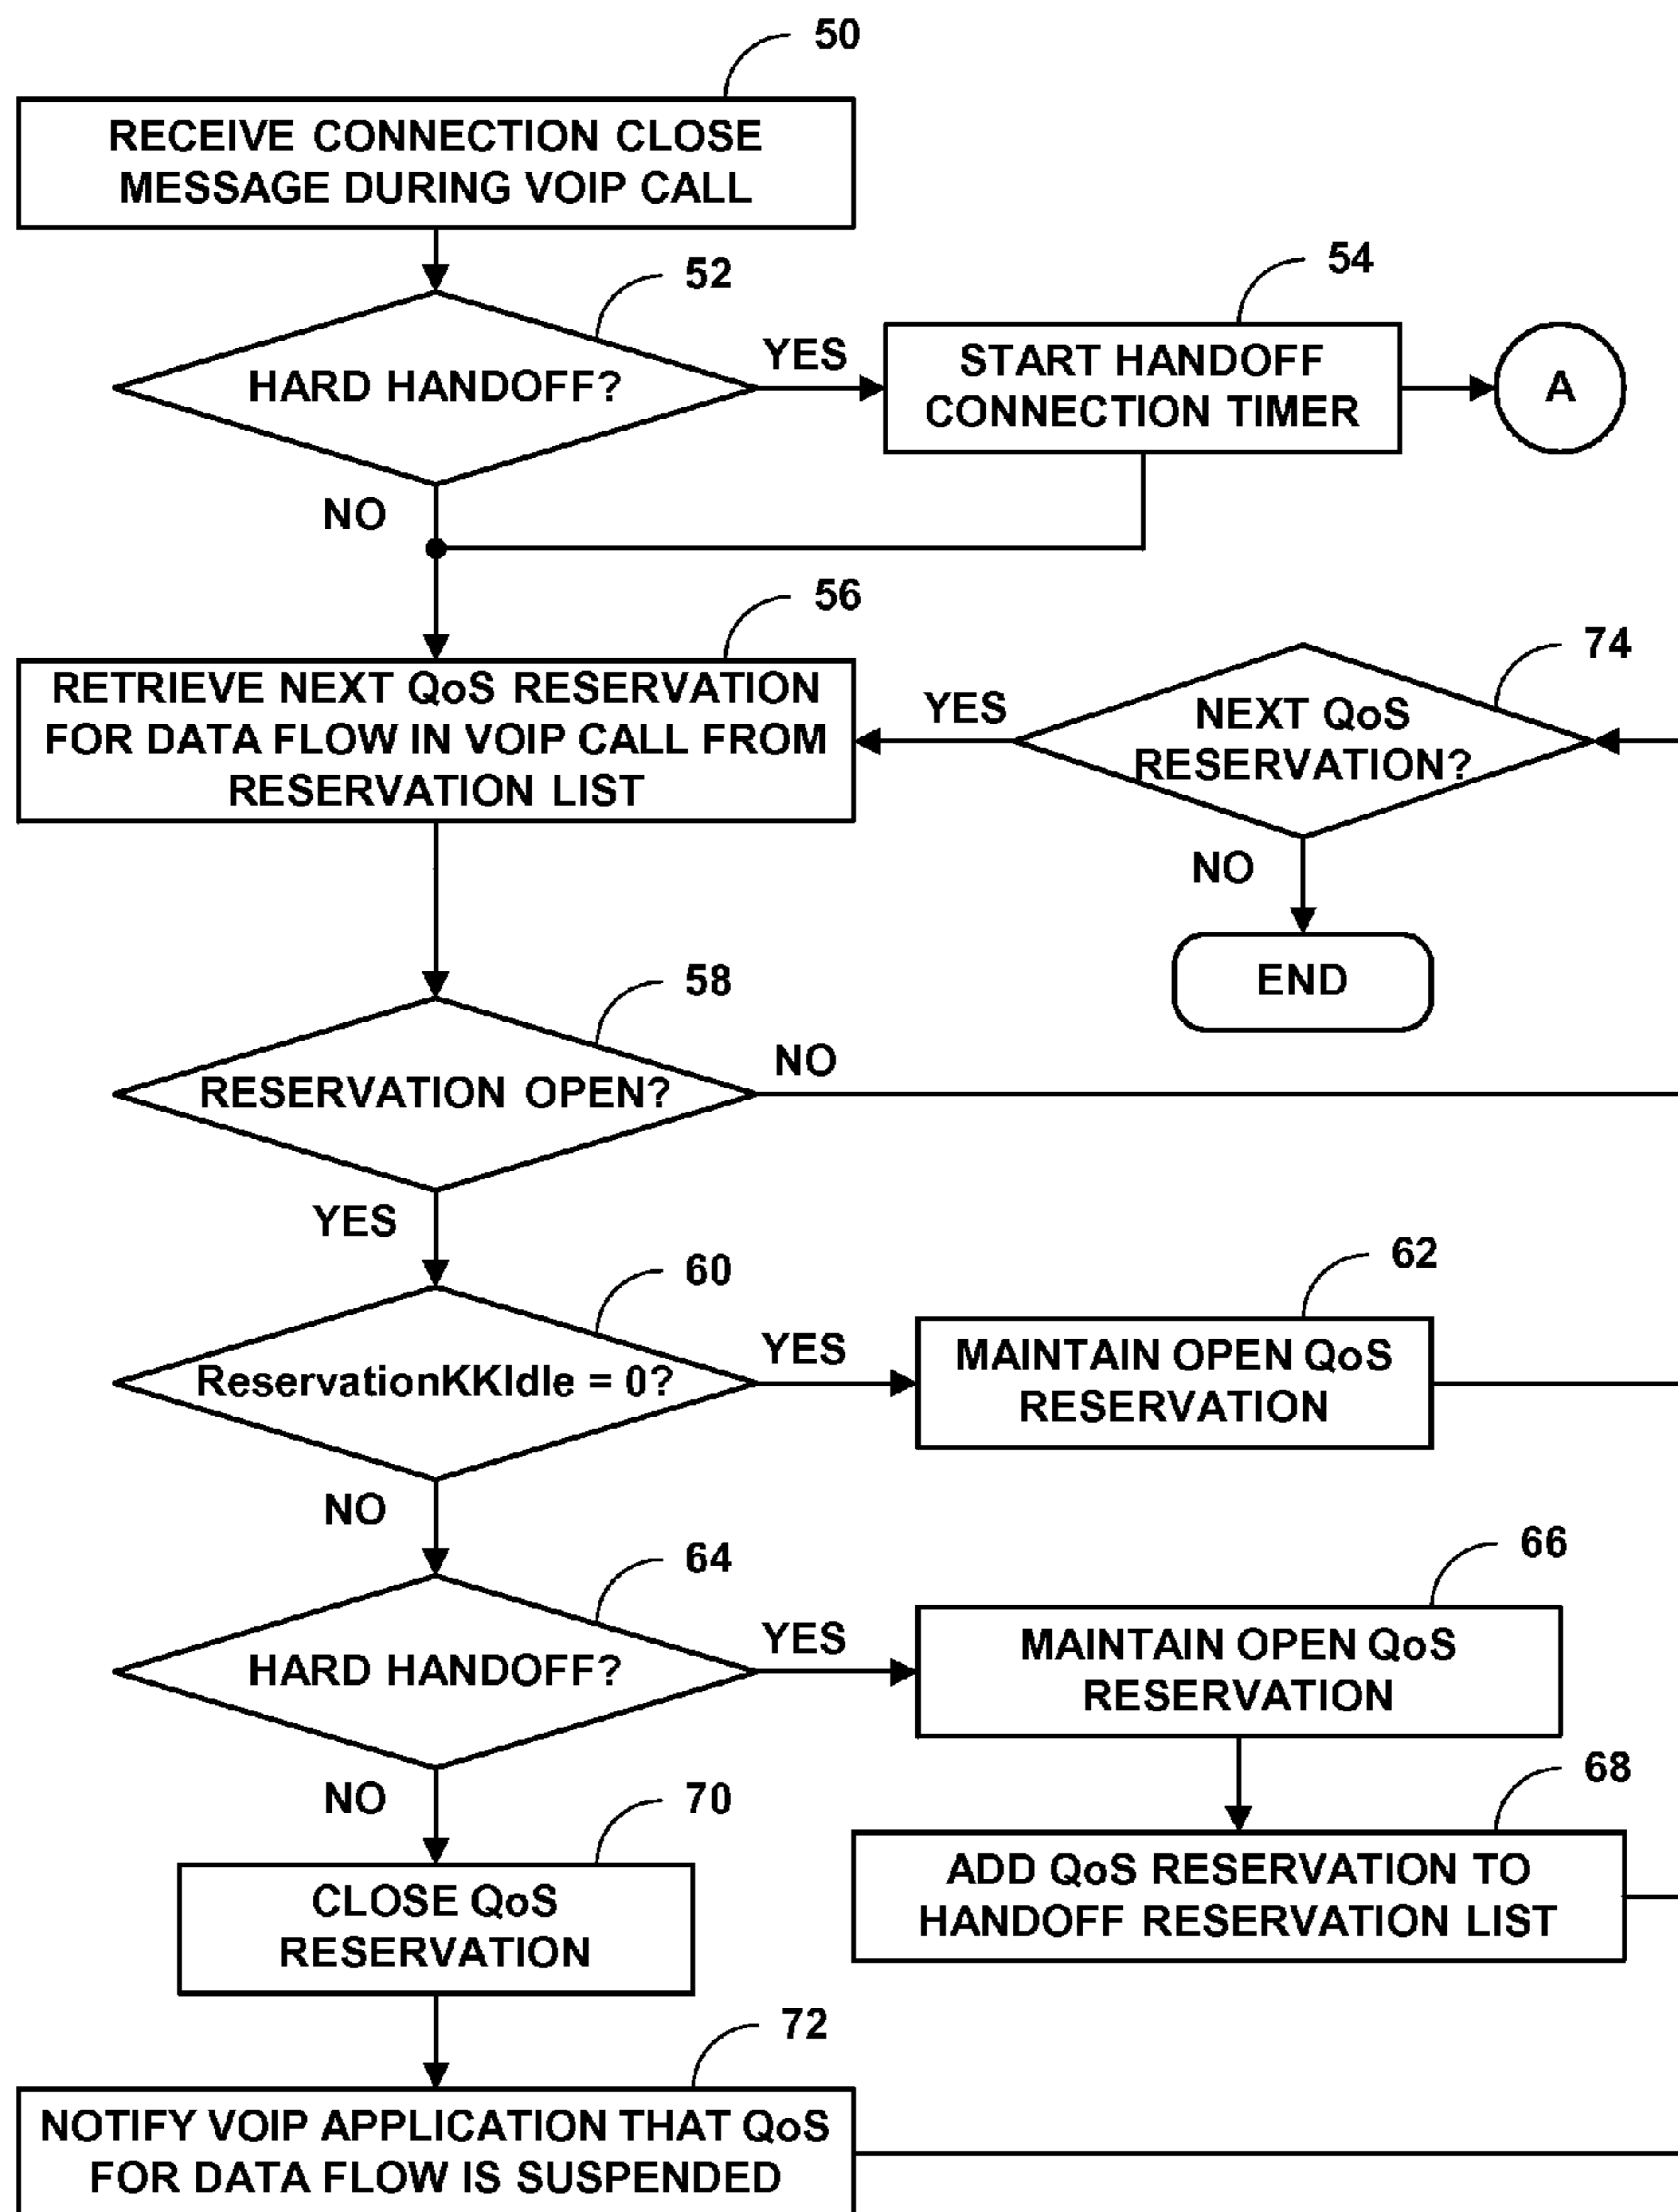 50
RECEIVE CONNECTION CLOSE
MESSAGE DURING VOIP CALL
52
HARD HANDOFF?
YES
54
START HANDOFF
CONNECTION TIMER
A
NO
56
RETRIEVE NEXT QoS RESERVATION
FOR DATA FLOW IN VOIP CALL FROM
RESERVATION LIST
YES
74
NEXT QoS
RESERVATION?
NO
END
58
RESERVATION OPEN?
NO
YES
60
ReservationKKIdle = 0?
YES
62
MAINTAIN OPEN QoS
RESERVATION
NO
64
HARD HANDOFF?
YES
66
MAINTAIN OPEN QoS
RESERVATION
68
ADD QoS RESERVATION TO
HANDOFF RESERVATION LIST
NO
70
CLOSE QoS
RESERVATION
72
NOTIFY VOIP APPLICATION THAT QoS
FOR DATA FLOW IS SUSPENDED